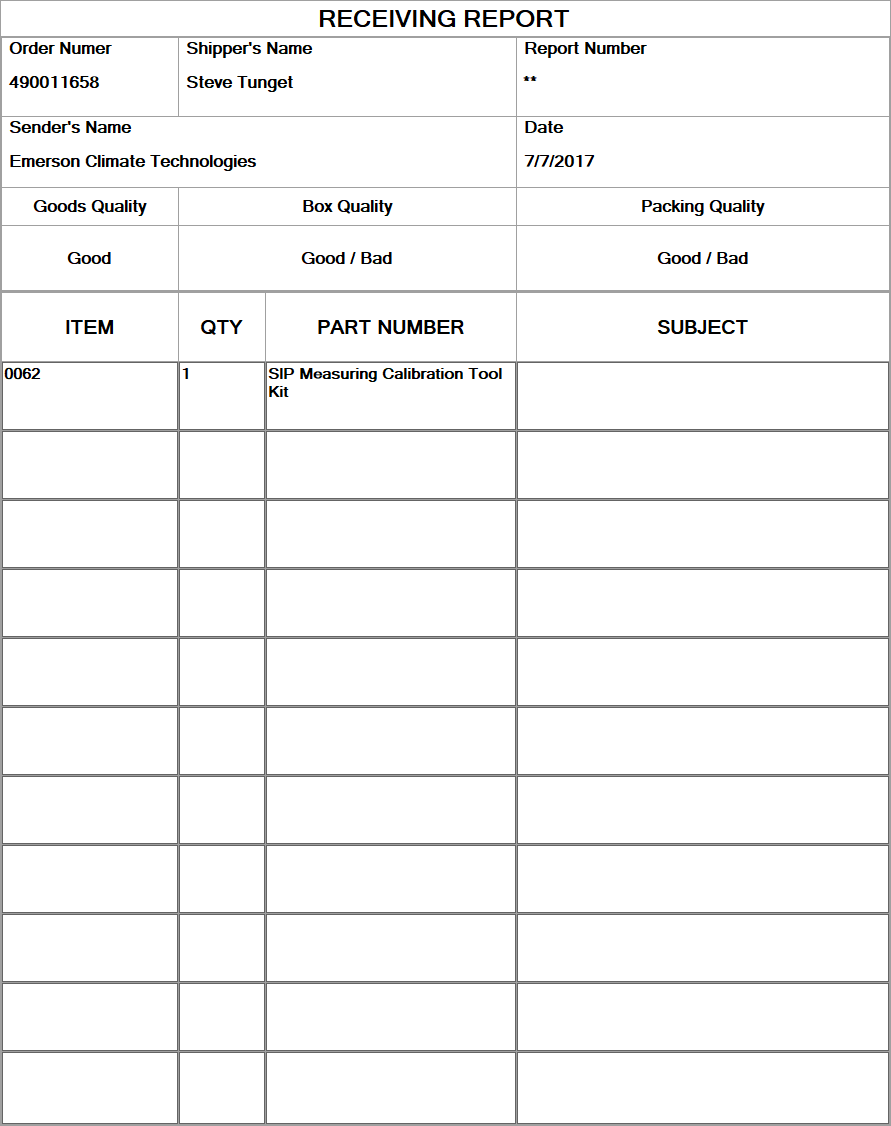 RECEIVING REPORT
Order Numer
Shipper's Name
Report Number
490011658
Steve Tunget
**
Sender's Name
Date
Emerson Climate Technologies
7/7/2017
Goods Quality
Box Quality
Packing Quality
Good
Good / Bad
Good / Bad
ITEM
QTY
PART NUMBER
SUBJECT
0062
1
SIP Measuring Calibration Tool
Kit